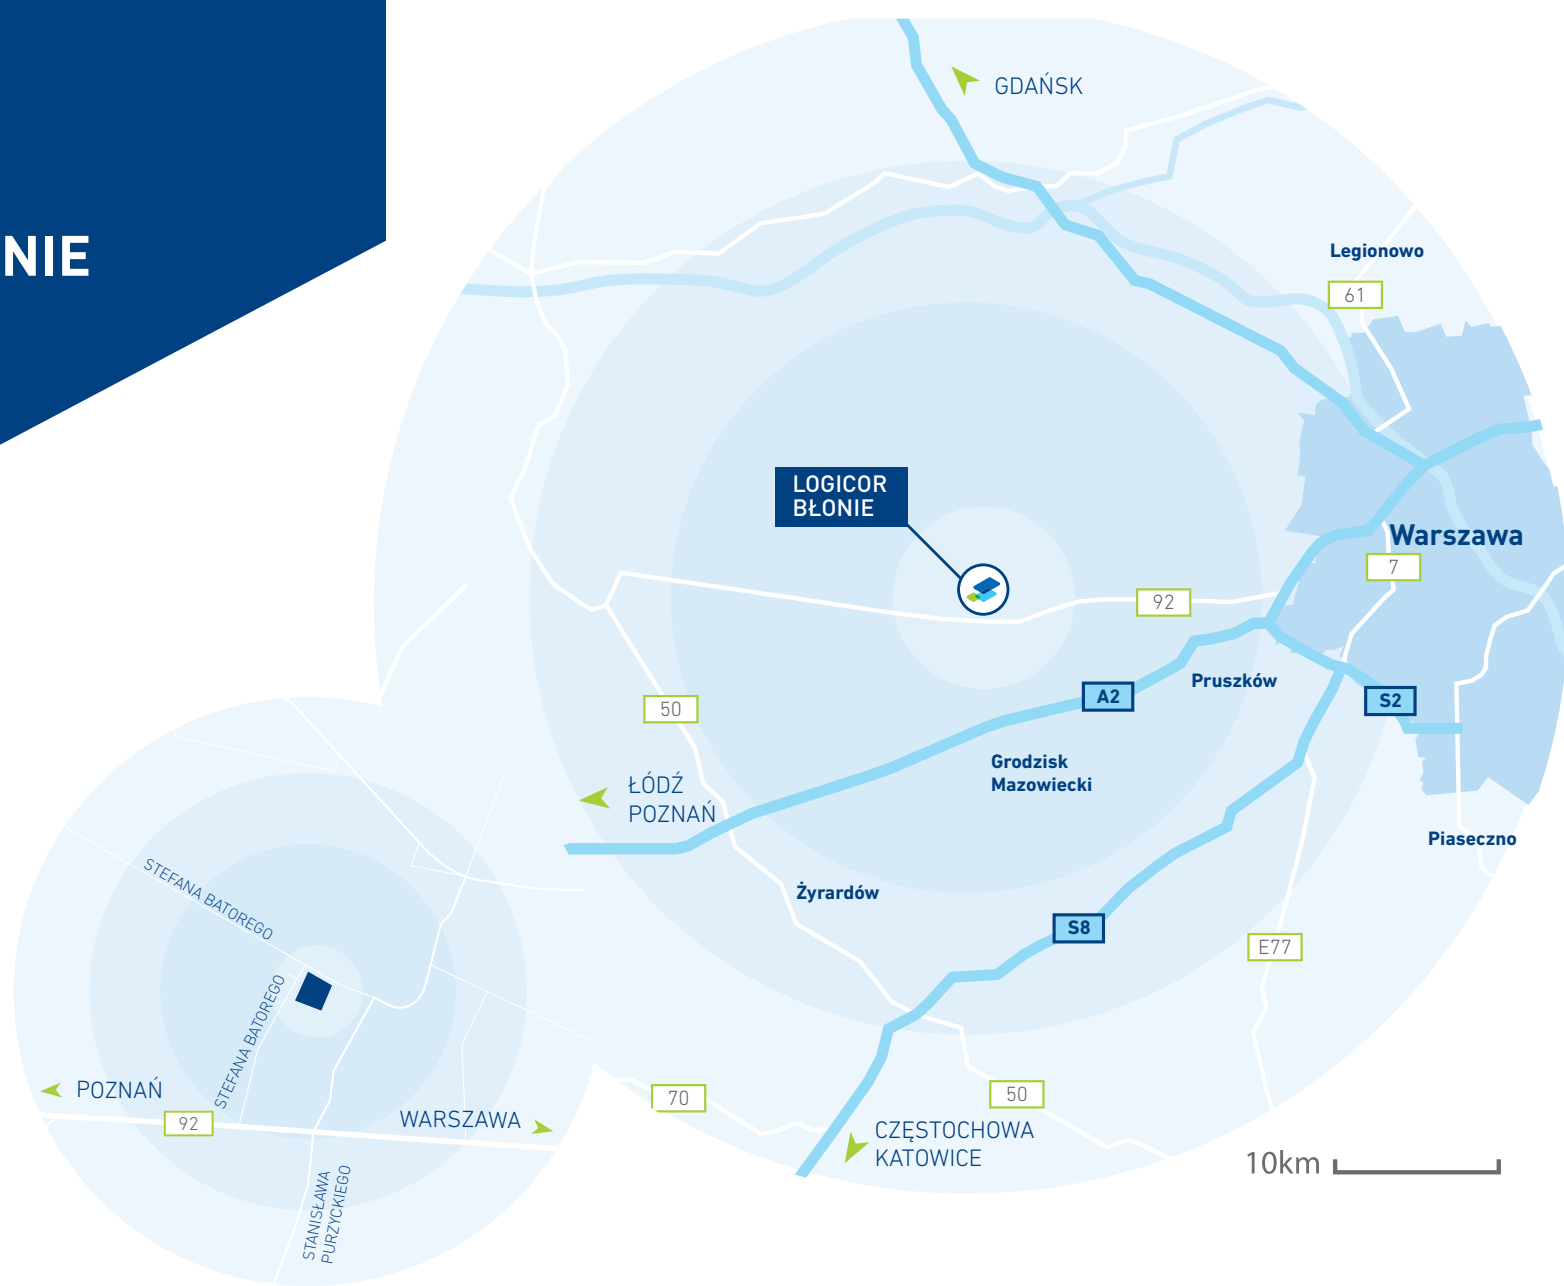 NIE
GDAŃSK
Legionowo
61
LOGICOR
BŁONIE
Warszawa
7
92
Pruszków
A2
S2
50
Grodzisk
Mazowiecki
ŁÓDŹ
POZNAŃ
Piaseczno
Żyrardów
S8
E77
STEFANA BATOREGO
STEFANA BATOREGO
POZNAŃ
92
WARSZAWA
70
50
CZĘSTOCHOWA
KATOWICE
10km
STANISŁAWA
PURZYCKIEGO